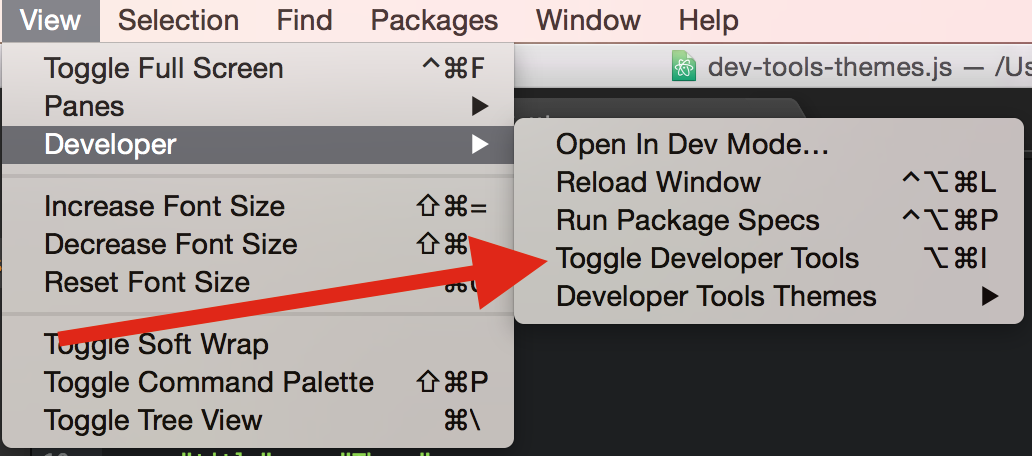 View Selection Find Packages Window Help
dev-tools-themes.js — /Us
Toggle Full Screen ^⌘F
Panes ▶
Developer ▶
Increase Font Size ⇧⌘=
Decrease Font Size ⇧⌘
Reset Font Size ⌘
Toggle Soft Wrap
Toggle Command Palette ⇧⌘P
Toggle Tree View ⌘\
Open In Dev Mode…
Reload Window ^⌥⌘L
Run Package Specs ^⌥⌘P
Toggle Developer Tools ⌥⌘I
Developer Tools Themes ▶